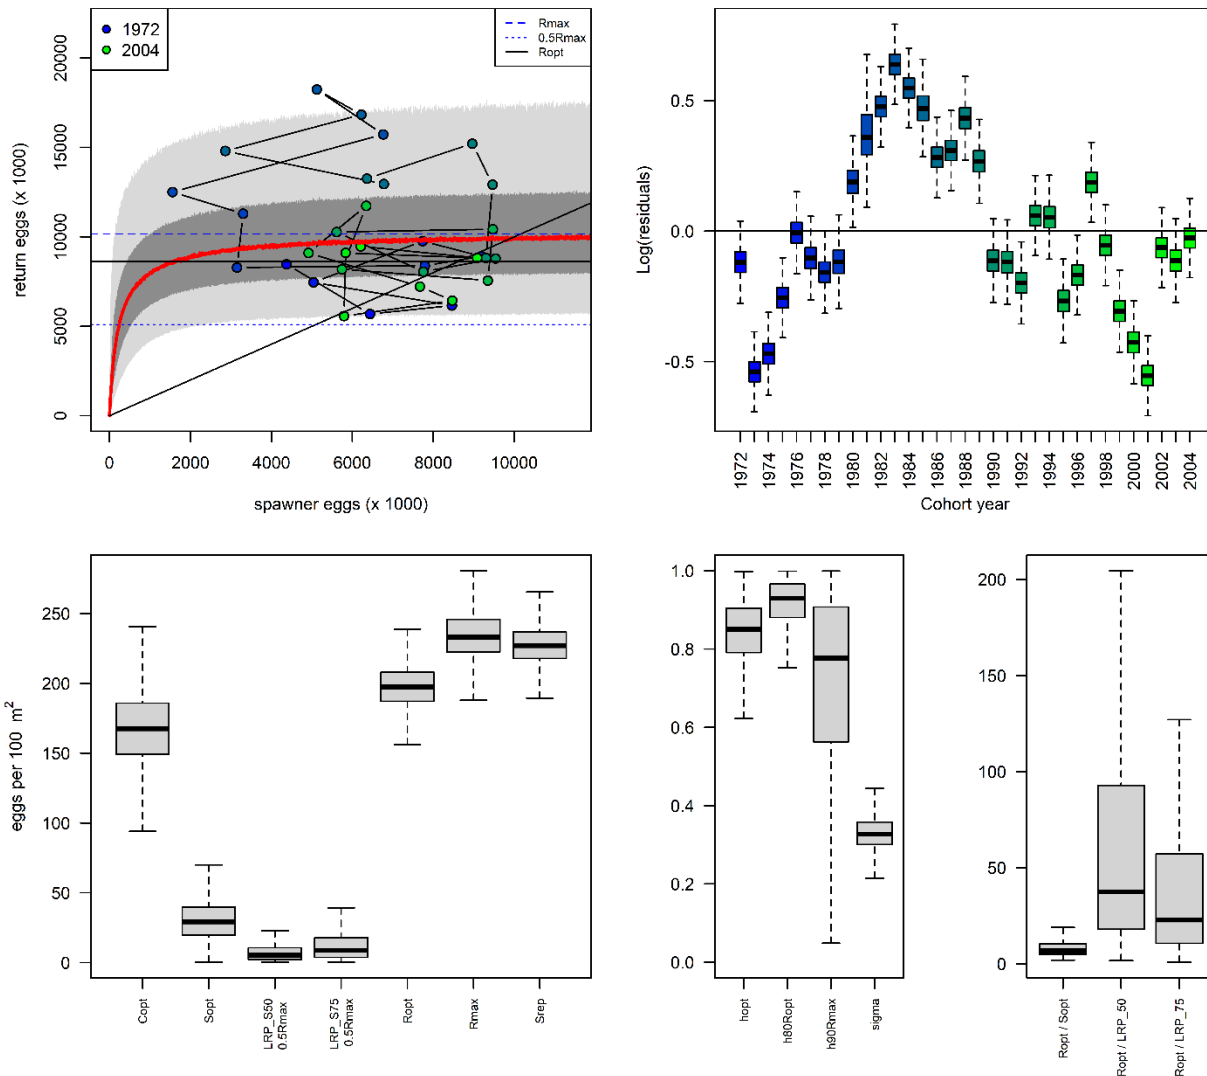 1972
2004
Rmax
0.5Rmax
Ropt
0
5000
10000
15000
20000
return eggs (x 1000)
0
2000
4000
6000
8000
10000
spawner eggs (x 1000)
0.5
0.0
-0.5
Log(residuals)
1972
1974
1976
1978
1980
1982
1984
1986
1988
1990
1992
1994
1996
1998
2000
2002
2004
Cohort year
250
200
150
100
50
0
eggs per 100 m²
Copt
Sopt
LRP_S50
0.5Rmax
LRP_S75
0.5Rmax
Ropt
Rmax
Srep
1.0
0.8
0.6
0.4
0.2
0.0
hopt
h80Ropt
h90Rmax
sigma
200
150
100
50
0
Ropt / Sopt
Ropt / LRP_50
Ropt / LRP_75